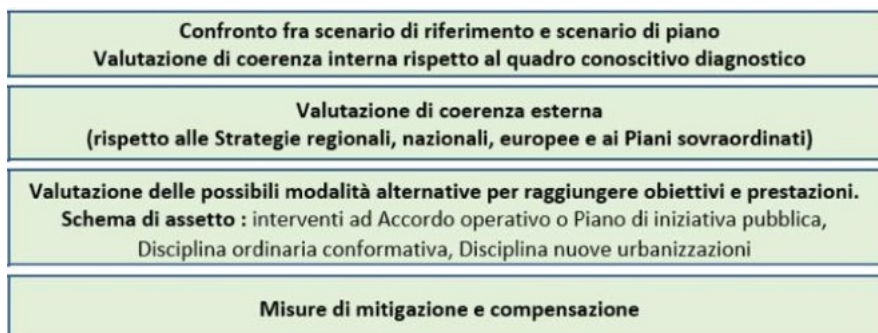 Confronto fra scenario di riferimento e scenario di piano
Valutazione di coerenza interna rispetto al quadro conoscitivo diagnostico
Valutazione di coerenza esterna
(rispetto alle Strategie regionali, nazionali, europee e ai Piani sovraordinati)
Valutazione delle possibili modalità alternative per raggiungere obiettivi e prestazioni.
Schema di assetto : interventi ad Accordo operativo o Piano di iniziativa pubblica,
Disciplina ordinaria conformativa, Disciplina nuove urbanizzazioni
Misure di mitigazione e compensazione